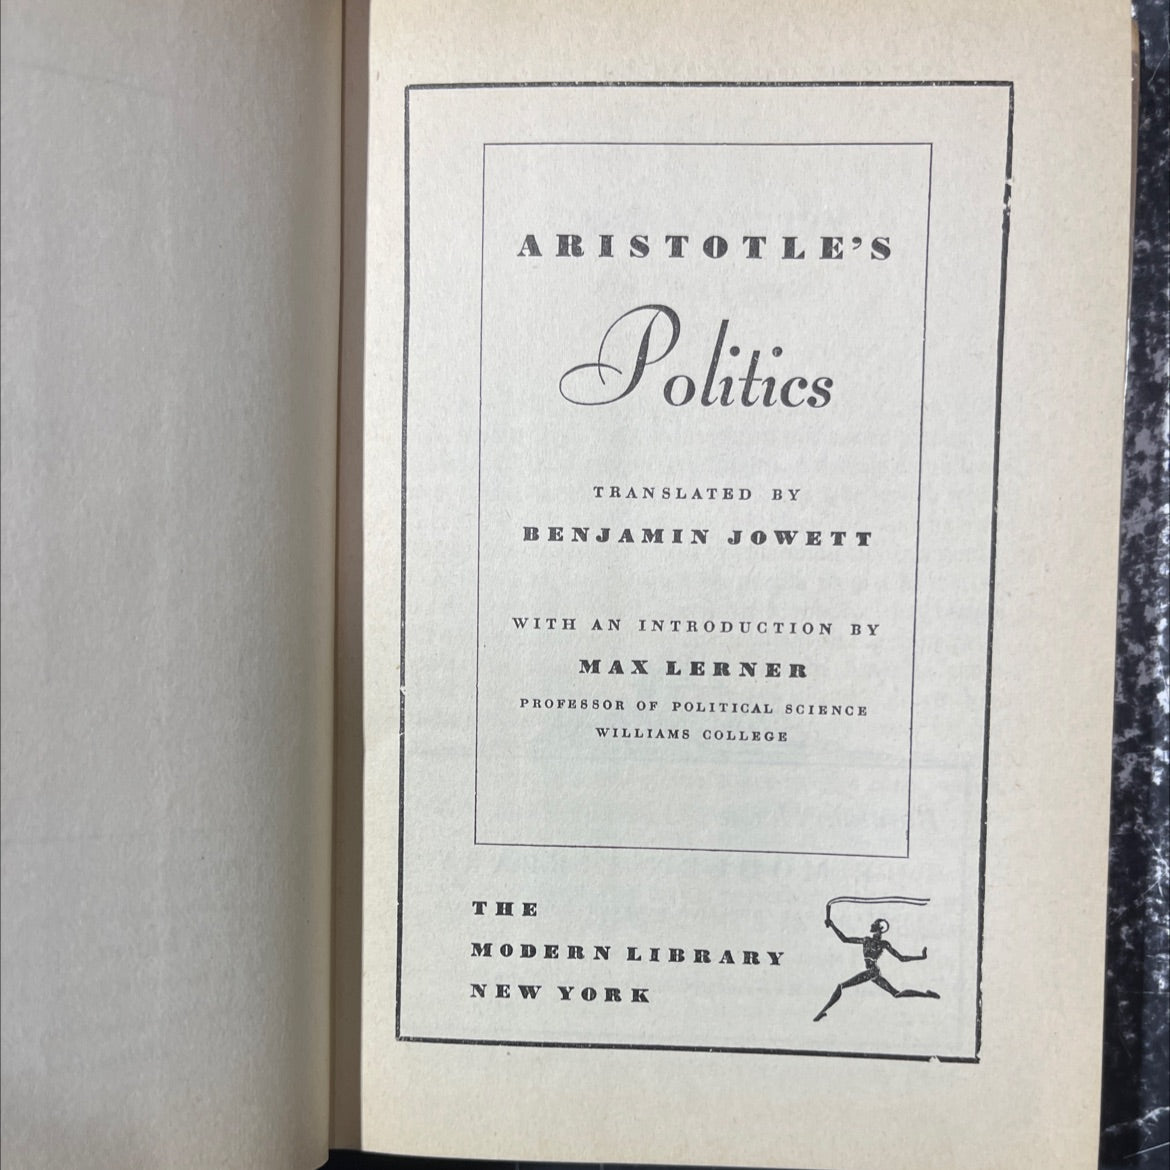 ARISTOTLE'S
Politics
TRANSLATED BY
BENJAMIN JOWETT
WITH AN INTRODUCTION BY
MAX LERNER
PROFESSOR OF POLITICAL SCIENCE
WILLIAMS COLLEGE
THE
MODERN LIBRARY
NEW YORK